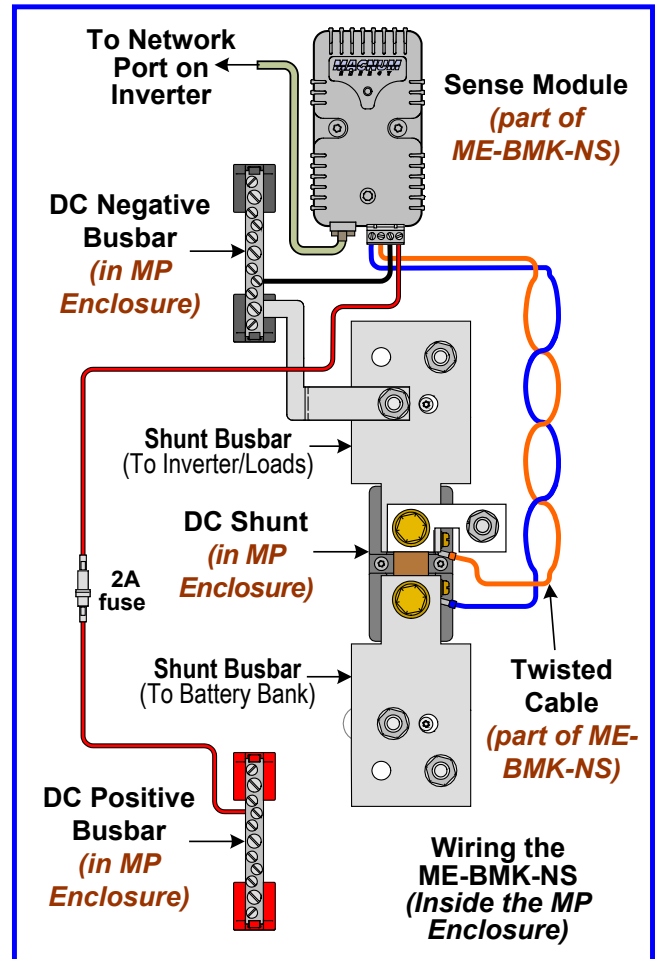 To Network
Port on
Inverter
MAGNUM
ENERGY
Sense Module
(part of
ME-BMK-NS)
DC Negative
Busbar
(in MP
Enclosure)
Shunt Busbar
(To Inverter/Loads)
DC Shunt
(in MP
Enclosure)
2A
fuse
Shunt Busbar
(To Battery Bank)
Twisted
Cable
(part of ME-
BMK-NS)
DC Positive
Busbar
(in MP
Enclosure)
Wiring the
ME-BMK-NS
(Inside the MP
Enclosure)